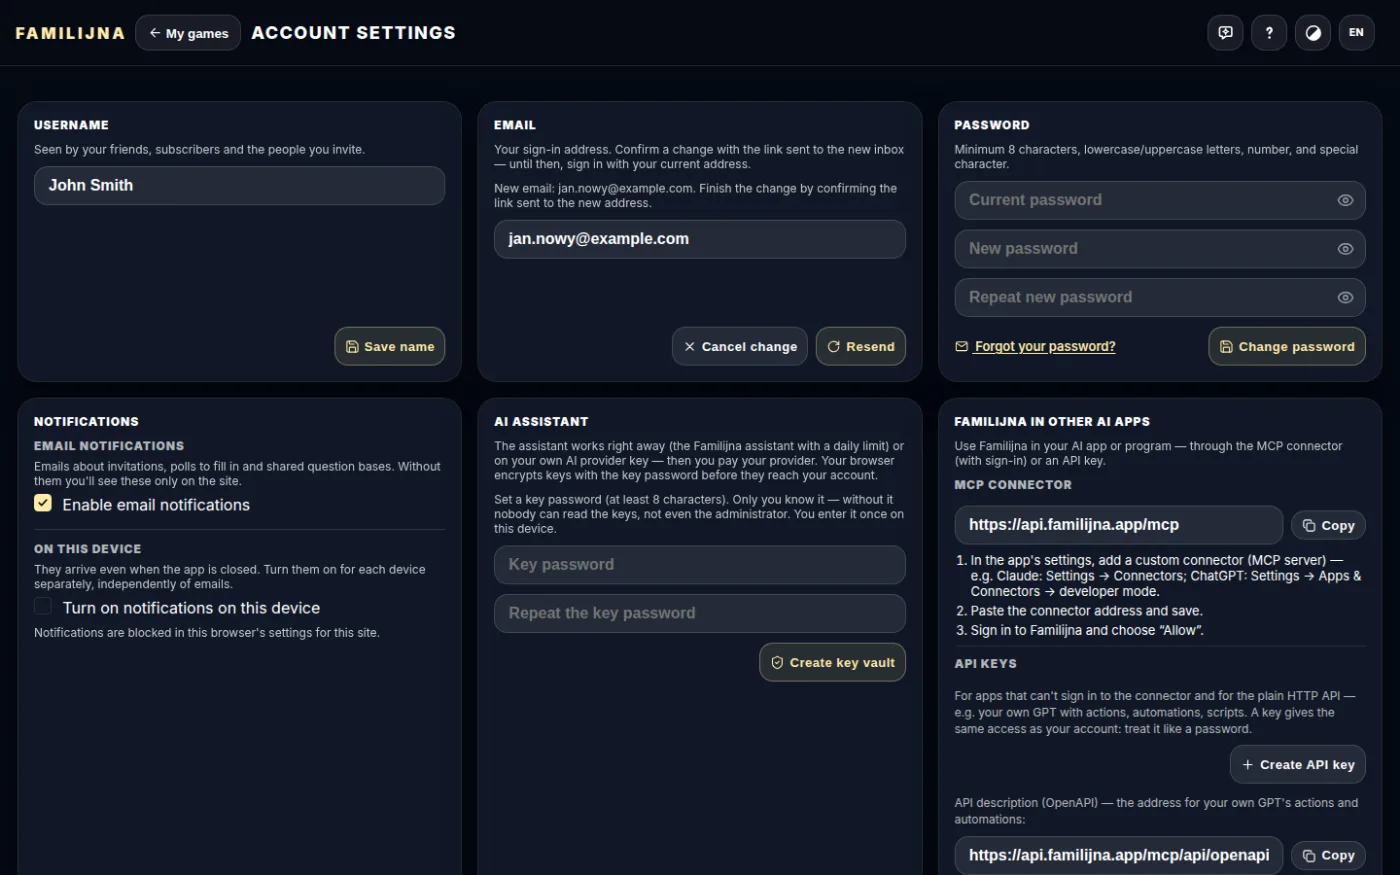 FAMILIJNA
← My games
ACCOUNT SETTINGS
?
EN
USERNAME
Seen by your friends, subscribers and the people you invite.
John Smith
Save name
EMAIL
Your sign-in address. Confirm a change with the link sent to the new inbox
— until then, sign in with your current address.
New email: jan.nowy@example.com. Finish the change by confirming the
link sent to the new address.
jan.nowy@example.com
Cancel change
Resend
PASSWORD
Minimum 8 characters, lowercase/uppercase letters, number, and special
character.
Current password
New password
Repeat new password
Forgot your password?
Change password
NOTIFICATIONS
EMAIL NOTIFICATIONS
Emails about invitations, polls to fill in and shared question bases. Without
them you'll see these only on the site.
Enable email notifications
ON THIS DEVICE
They arrive even when the app is closed. Turn them on for each device
separately, independently of emails.
Turn on notifications on this device
Notifications are blocked in this browser's settings for this site.
AI ASSISTANT
The assistant works right away (the Familijna assistant with a daily limit) or
on your own AI provider key — then you pay your provider. Your browser
encrypts keys with the key password before they reach your account.
Set a key password (at least 8 characters). Only you know it — without it
nobody can read the keys, not even the administrator. You enter it once on
this device.
Key password
Repeat the key password
Create key vault
FAMILIJNA IN OTHER AI APPS
Use Familijna in your AI app or program — through the MCP connector
(with sign-in) or an API key.
MCP CONNECTOR
https://api.familijna.app/mcp
Copy
1. In the app's settings, add a custom connector (MCP server) —
e.g. Claude: Settings → Connectors; ChatGPT: Settings → Apps &
Connectors → developer mode.
2. Paste the connector address and save.
3. Sign in to Familijna and choose “Allow”.
API KEYS
For apps that can't sign in to the connector and for the plain HTTP API —
e.g. your own GPT with actions, automations, scripts. A key gives the
same access as your account: treat it like a password.
+ Create API key
API description (OpenAPI) — the address for your own GPT's actions and
automations:
https://api.familijna.app/mcp/api/openapi
Copy